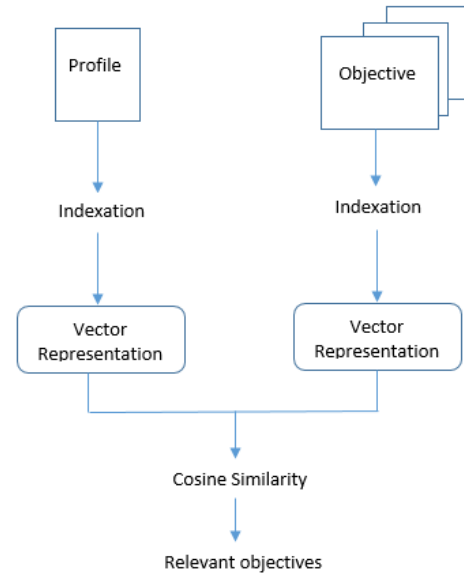 Profile
Objective
Indexation
Indexation
Vector
Representation
Vector
Representation
Cosine Similarity
Relevant objectives